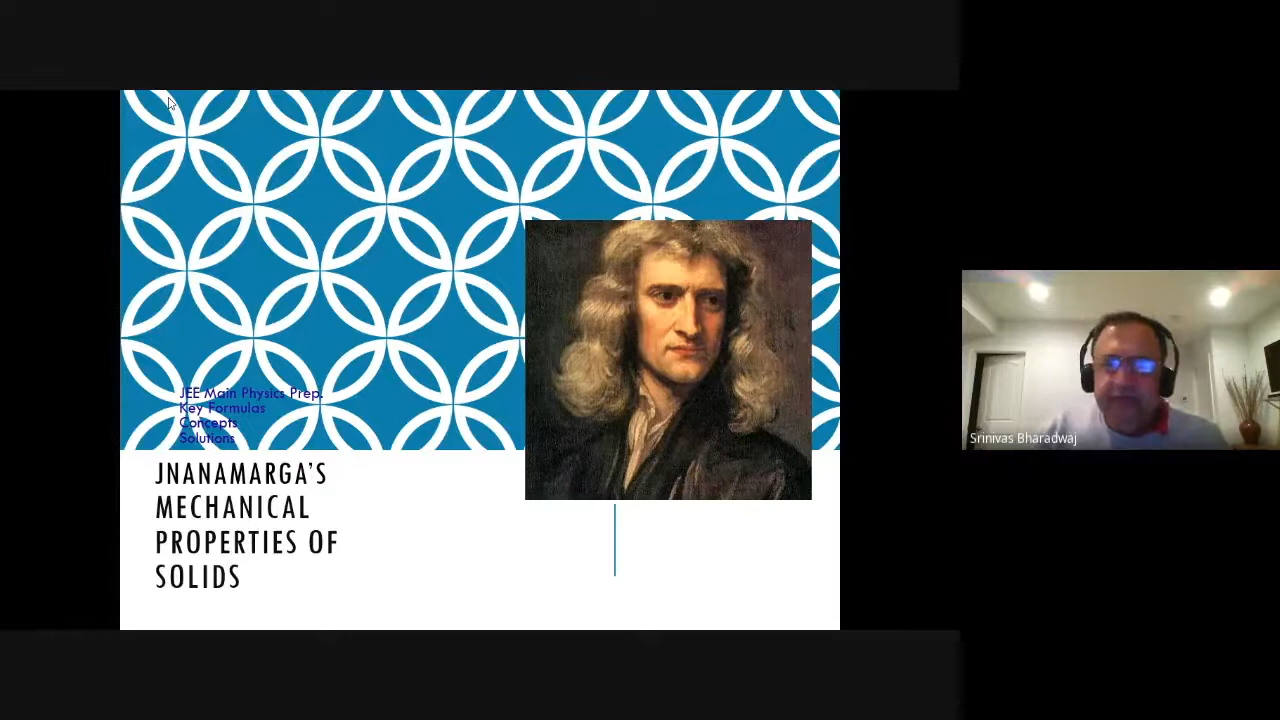 JEE Main Physics Prep.
Key Formulas
Concepts
Solutions
JNANAMARGA’S
MECHANICAL
PROPERTIES OF
SOLIDS
Srinivas Bharadwaj